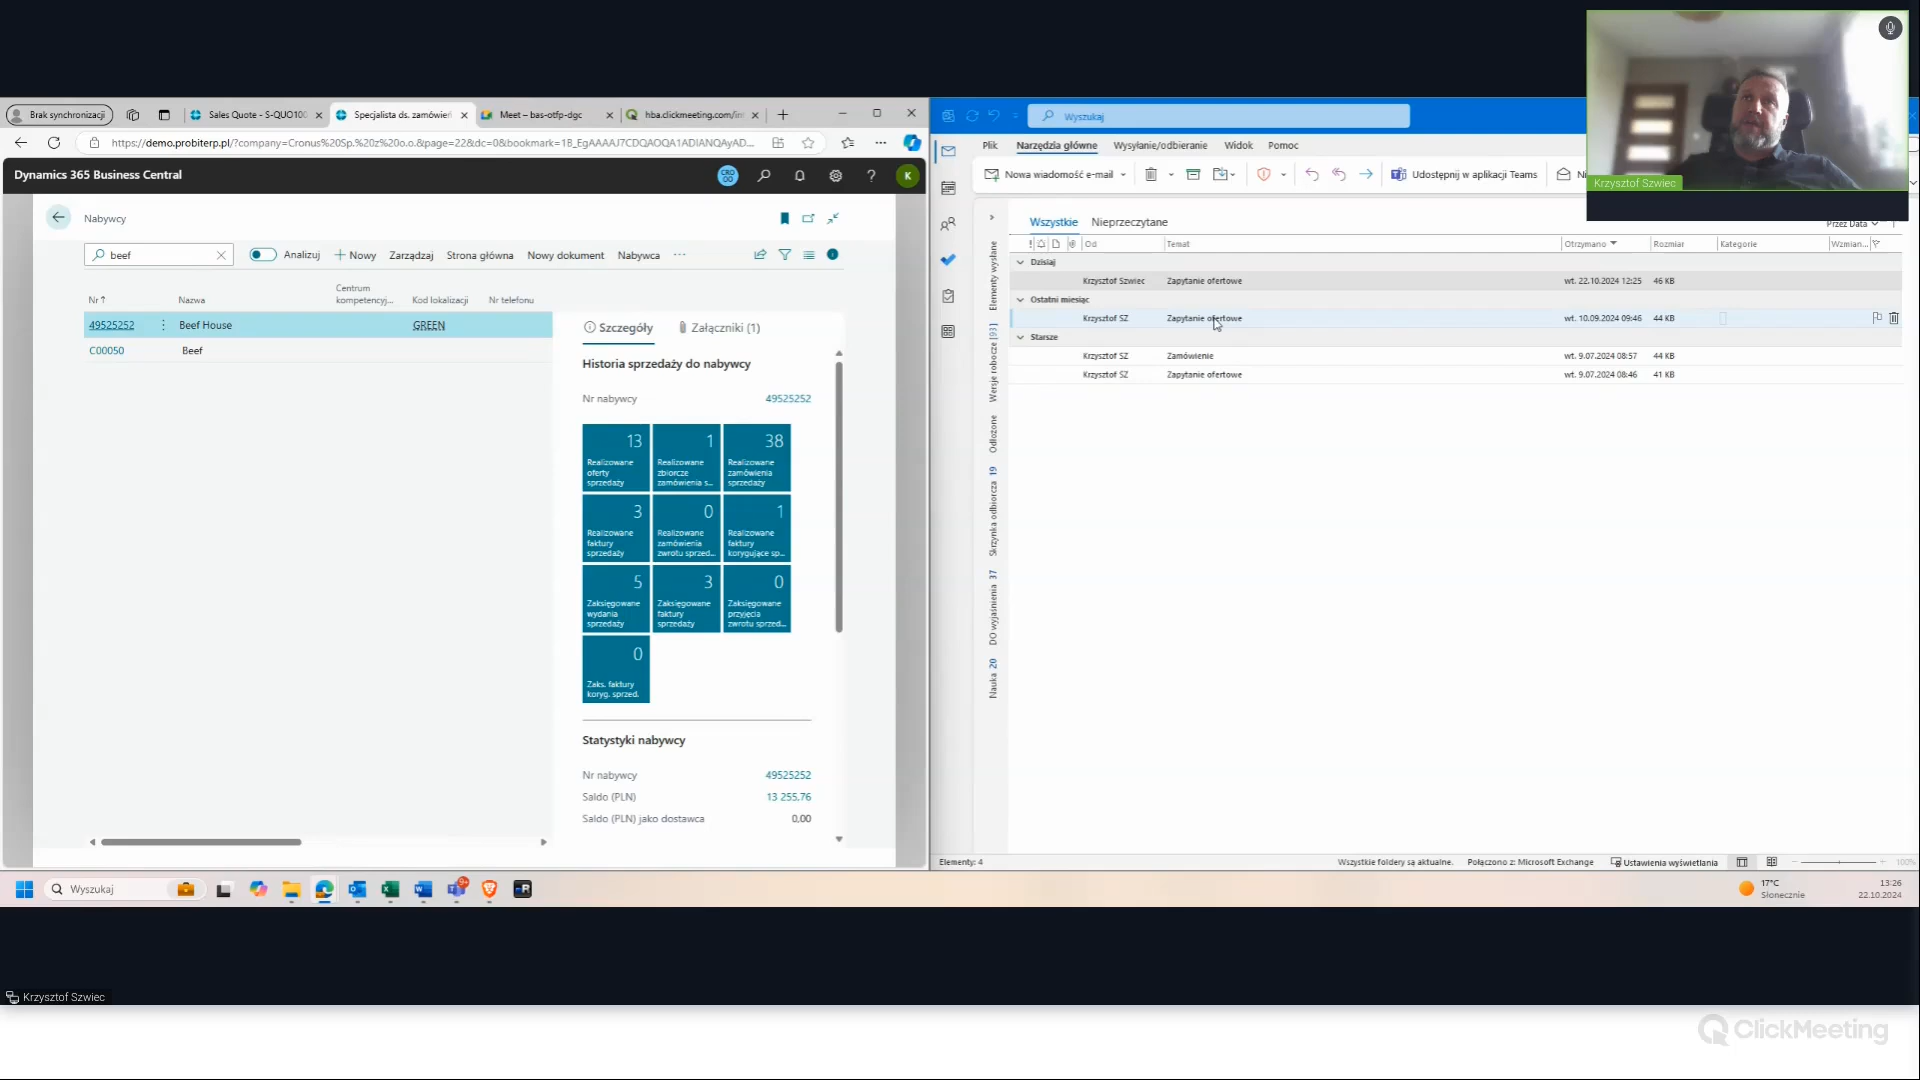 Krzysztof Szwiec
Brak synchronizacji
Sales Quote - S-QUO10
Specjalista ds. zamówień
Meet – bas-otfp-dgc
hba.clickmeeting.com/in
https://demo.probiterp.pl/?company=Cronus%20Sp.%20z%20o.o.&page=22&dc=0&bookmark=1B_EgAAAAJ7CDQAOQA1ADIANQAyAD...
Dynamics 365 Business Central
K
Nabywcy
beef
Analizuj
Nowy
Zarządzaj
Strona główna
Nowy dokument
Nabywca
Nr ↑
Nazwa
Centrum kompetencyj...
Kod lokalizacji
Nr telefonu
49525252
Beef House
GREEN
C00050
Beef
Szczegóły
Załączniki (1)
Historia sprzedaży do nabywcy
Nr nabywcy
49525252
13
Realizowane oferty sprzedaży
1
Realizowane zbiorcze zamówienia s...
38
Realizowane zamówienia sprzedaży
3
Realizowane faktury sprzedaży
0
Realizowane zamówienia zwrotu sprzed...
1
Realizowane faktury korygujące sp...
5
Zaksięgowane wydania sprzedaży
3
Zaksięgowane faktury sprzedaży
0
Zaksięgowane przyjęcia zwrotu sprzed...
0
Zaks. faktury koryg. sprzed.
Statystyki nabywcy
Nr nabywcy
49525252
Saldo (PLN)
13 255,76
Saldo (PLN) jako dostawca
0,00
Wyszukaj
Plik
Narzędzia główne
Wysyłanie/odbieranie
Widok
Pomoc
Nowa wiadomość e-mail
Udostępnij w aplikacji Teams
Wszystkie
Nieprzeczytane
Przez Data
Od
Temat
Otrzymano
Rozmiar
Kategorie
Wzmian...
Dzisiaj
Krzysztof Szwiec
Zapytanie ofertowe
wt. 22.10.2024 12:25
46 KB
Ostatni miesiąc
Krzysztof SZ
Zapytanie ofertowe
wt. 10.09.2024 09:46
44 KB
Starsze
Krzysztof SZ
Zamówienie
wt. 9.07.2024 08:57
44 KB
Krzysztof SZ
Zapytanie ofertowe
wt. 9.07.2024 08:46
41 KB
Elementy wysłane
Wersje robocze [93]
Odłożone
Skrzynka odbiorcza 19
DO wyjaśnienia 37
Nauka 20
Elementy: 4
Wszystkie foldery są aktualne.
Połączono z: Microsoft Exchange
Ustawienia wyświetlania
100%
Wyszukaj
17°C
Słonecznie
13:26
22.10.2024
Krzysztof Szwiec
ClickMeeting